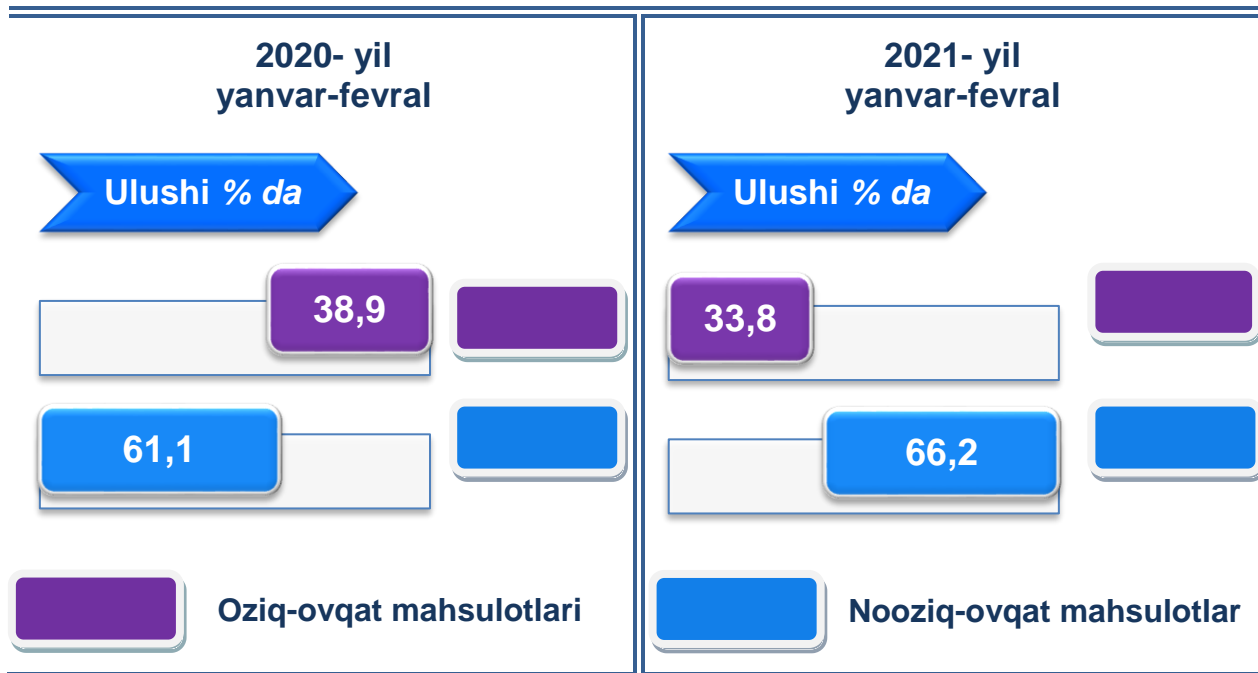 2020- yil
yanvar-fevral
Ulushi % da
38,9
61,1
Oziq-ovqat mahsulotlari
2021- yil
yanvar-fevral
Ulushi % da
33,8
66,2
Nooziq-ovqat mahsulotlar